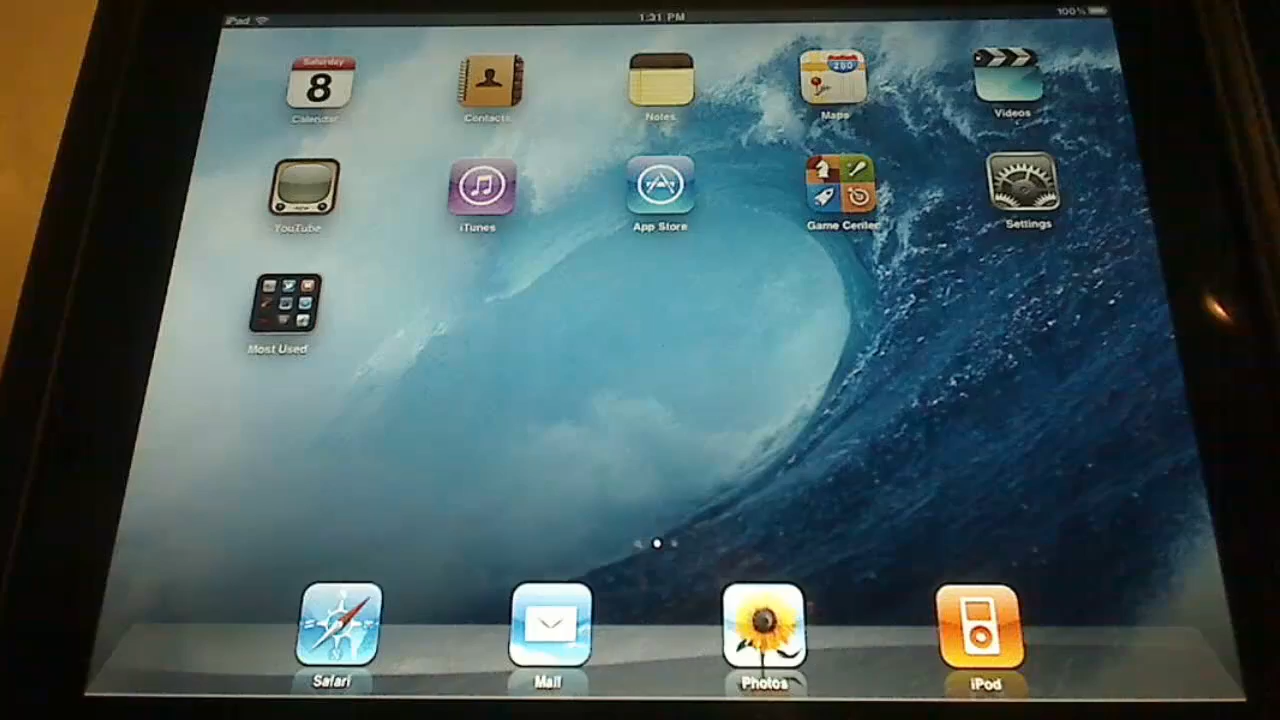 iPad 1:31 PM 100%
Saturday
8
280
Calendar Contacts Notes Maps Videos
YouTube iTunes App Store Game Center Settings
Most Used
Safari Mail Photos iPod